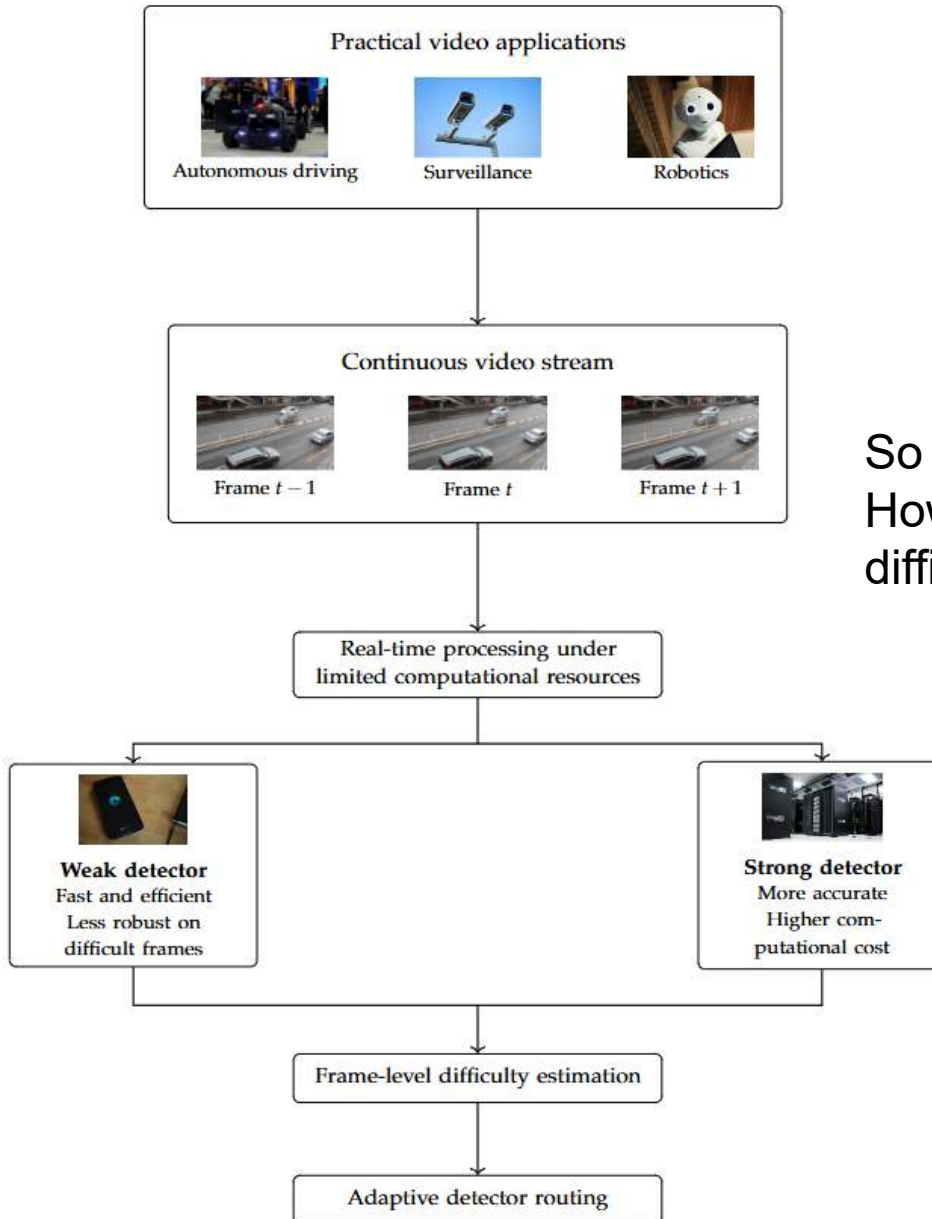 Practical video applications
Autonomous driving
Surveillance
Robotics
Continuous video stream
Frame t − 1
Frame t
Frame t + 1
So
diffi
Real-time processing under
limited computational resources
Weak detector
Fast and efficient
Less robust on
difficult frames
Strong detector
More accurate
Higher com-
putational cost
Frame-level difficulty estimation
Adaptive detector routing